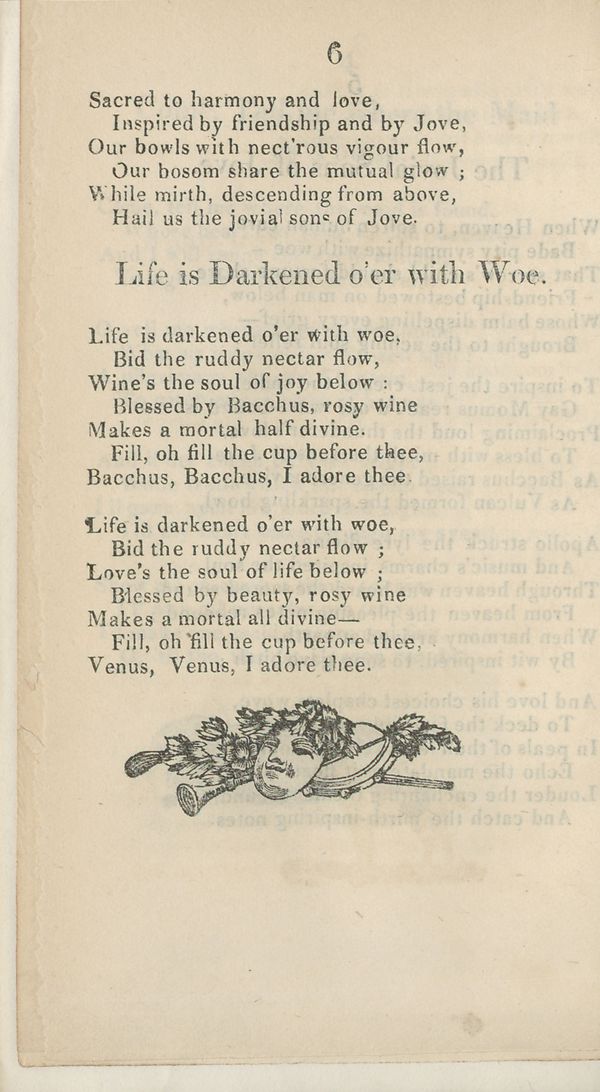 6
Sacred to harmony and love,
Inspired by friendship and by Jove,
Our bowls with nect'rous vigour flow,
Our bosom share the mutual glow ;
While mirth, descending from above,
Hail us the jovial sons of Jove.
Life is Darkened o'er with Woe.
Life is darkened o'er with woe,
Bid the ruddy nectar flow,
Wine's the soul of joy below :
Blessed by Bacchus, rosy wine
Makes a mortal half divine.
Fill, oh fill the cup before thee,
Bacchus, Bacchus, I adore thee.
Life is darkened o'er with woe,
Bid the ruddy nectar flow ;
Love's the soul of life below ;
Blessed by beauty, rosy wine
Makes a mortal all divine—
Fill, oh fill the cup before thee,
Venus, Venus, I adore thee.